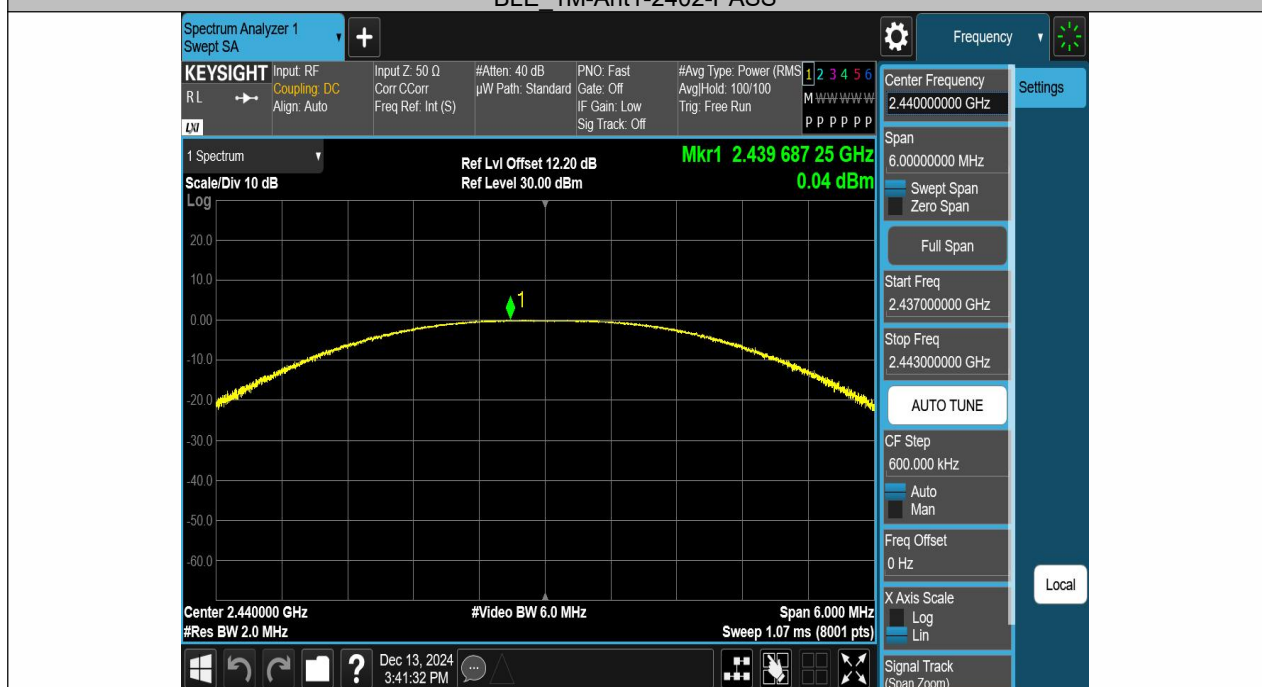 BLE_1M-Ant1-2402-PASS
Spectrum Analyzer 1
Swept SA
+
Frequency
KEYSIGHT
RL
LXI
Input: RF
Coupling: DC
Align: Auto
Input Z: 50 Ω
Corr CCorr
Freq Ref: Int (S)
#Atten: 40 dB
µW Path: Standard
PNO: Fast
Gate: Off
IF Gain: Low
Sig Track: Off
#Avg Type: Power (RMS
Avg|Hold: 100/100
Trig: Free Run
1 2 3 4 5 6
M W W W W W
P P P P P P
1 Spectrum
Scale/Div 10 dB
Log
Ref Lvl Offset 12.20 dB
Ref Level 30.00 dBm
Mkr1 2.439 687 25 GHz
0.04 dBm
20.0
10.0
0.00
-10.0
-20.0
-30.0
-40.0
-50.0
-60.0
1
Center 2.440000 GHz
#Res BW 2.0 MHz
#Video BW 6.0 MHz
Span 6.000 MHz
Sweep 1.07 ms (8001 pts)
?
Dec 13, 2024
3:41:32 PM
Center Frequency
2.440000000 GHz
Span
6.00000000 MHz
Swept Span
Zero Span
Full Span
Start Freq
2.437000000 GHz
Stop Freq
2.443000000 GHz
AUTO TUNE
CF Step
600.000 kHz
Auto
Man
Freq Offset
0 Hz
X Axis Scale
Log
Lin
Signal Track
(Span Zoom)
Settings
Local